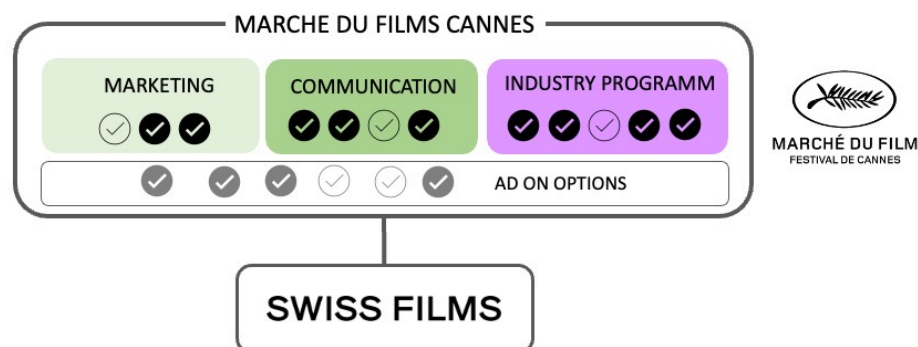 MARCHE DU FILMS CANNES
MARKETING
COMMUNICATION
INDUSTRY PROGRAMM
AD ON OPTIONS
MARCHÉ DU FILM
FESTIVAL DE CANNES
SWISS FILMS